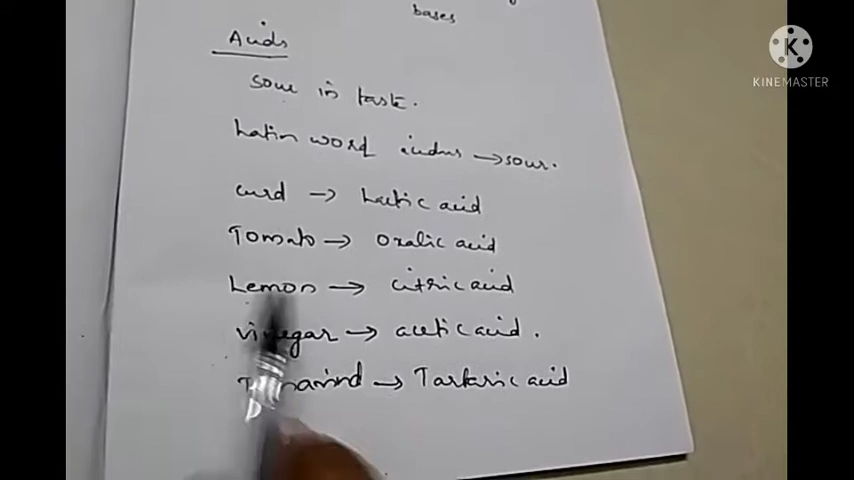 bases
K
KINEMASTER
Acids
Sour in taste.
Latin word acidus → sour.
curd → Lactic acid
Tomato → Oxalic acid
Lemon → citric acid
vinegar → acetic acid.
→ Tartaric acid